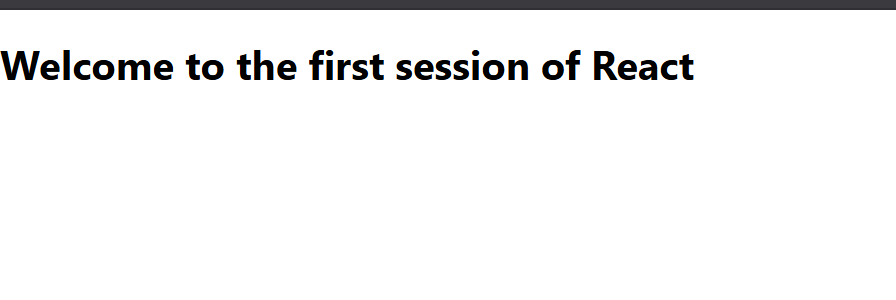 Welcome to the first session of React